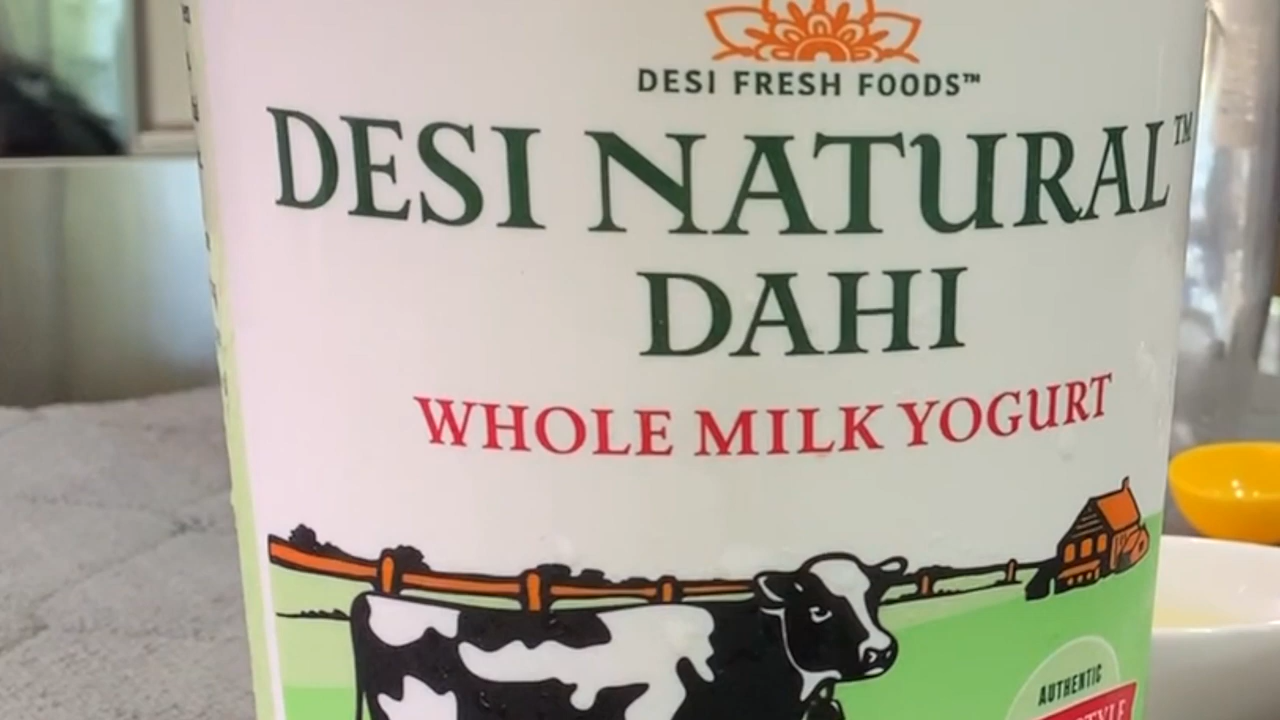 DESI FRESH FOODS™
DESI NATURAL™
DAHI
WHOLE MILK YOGURT
AUTHENTIC